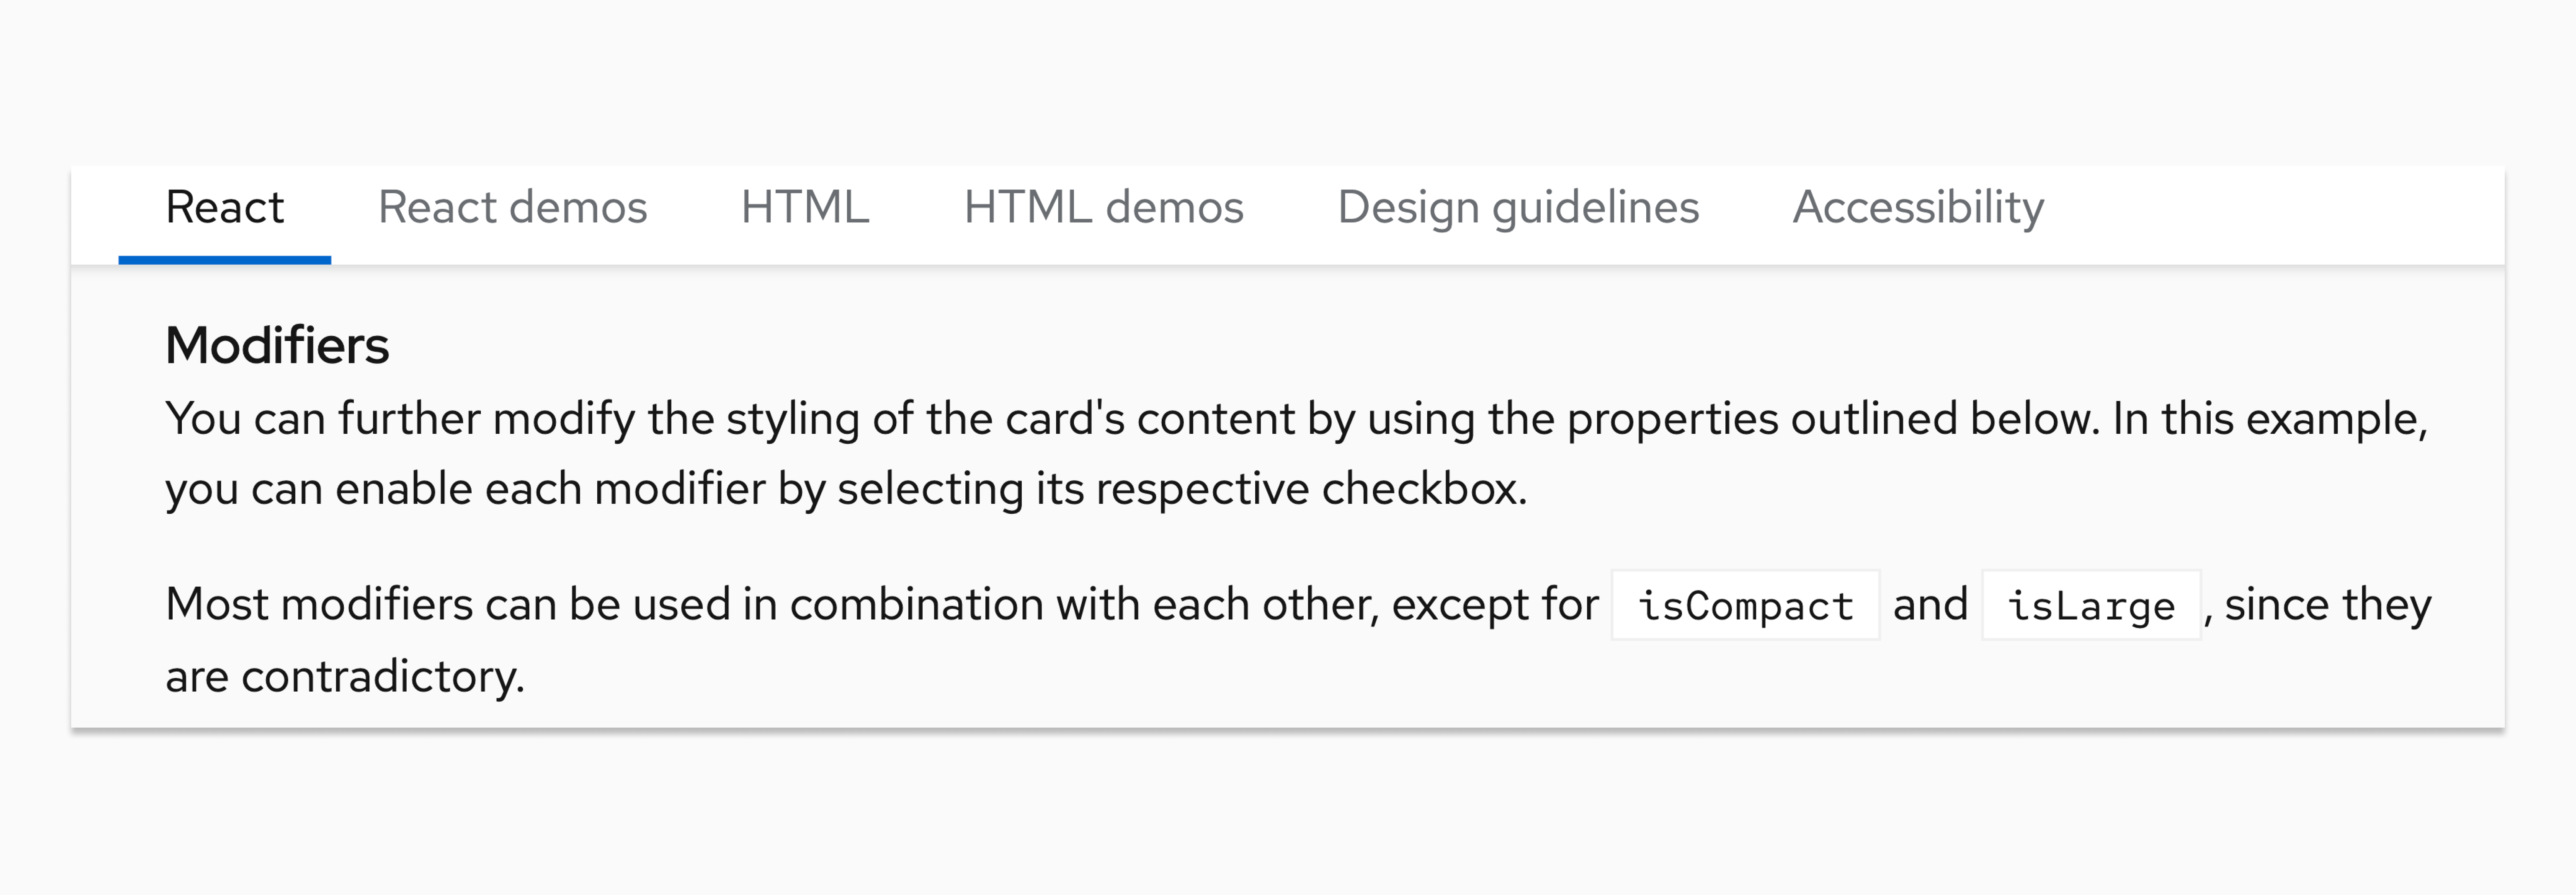 React React demos HTML HTML demos Design guidelines Accessibility
Modifiers
You can further modify the styling of the card's content by using the properties outlined below. In this example,
you can enable each modifier by selecting its respective checkbox.
Most modifiers can be used in combination with each other, except for isCompact and isLarge , since they
are contradictory.